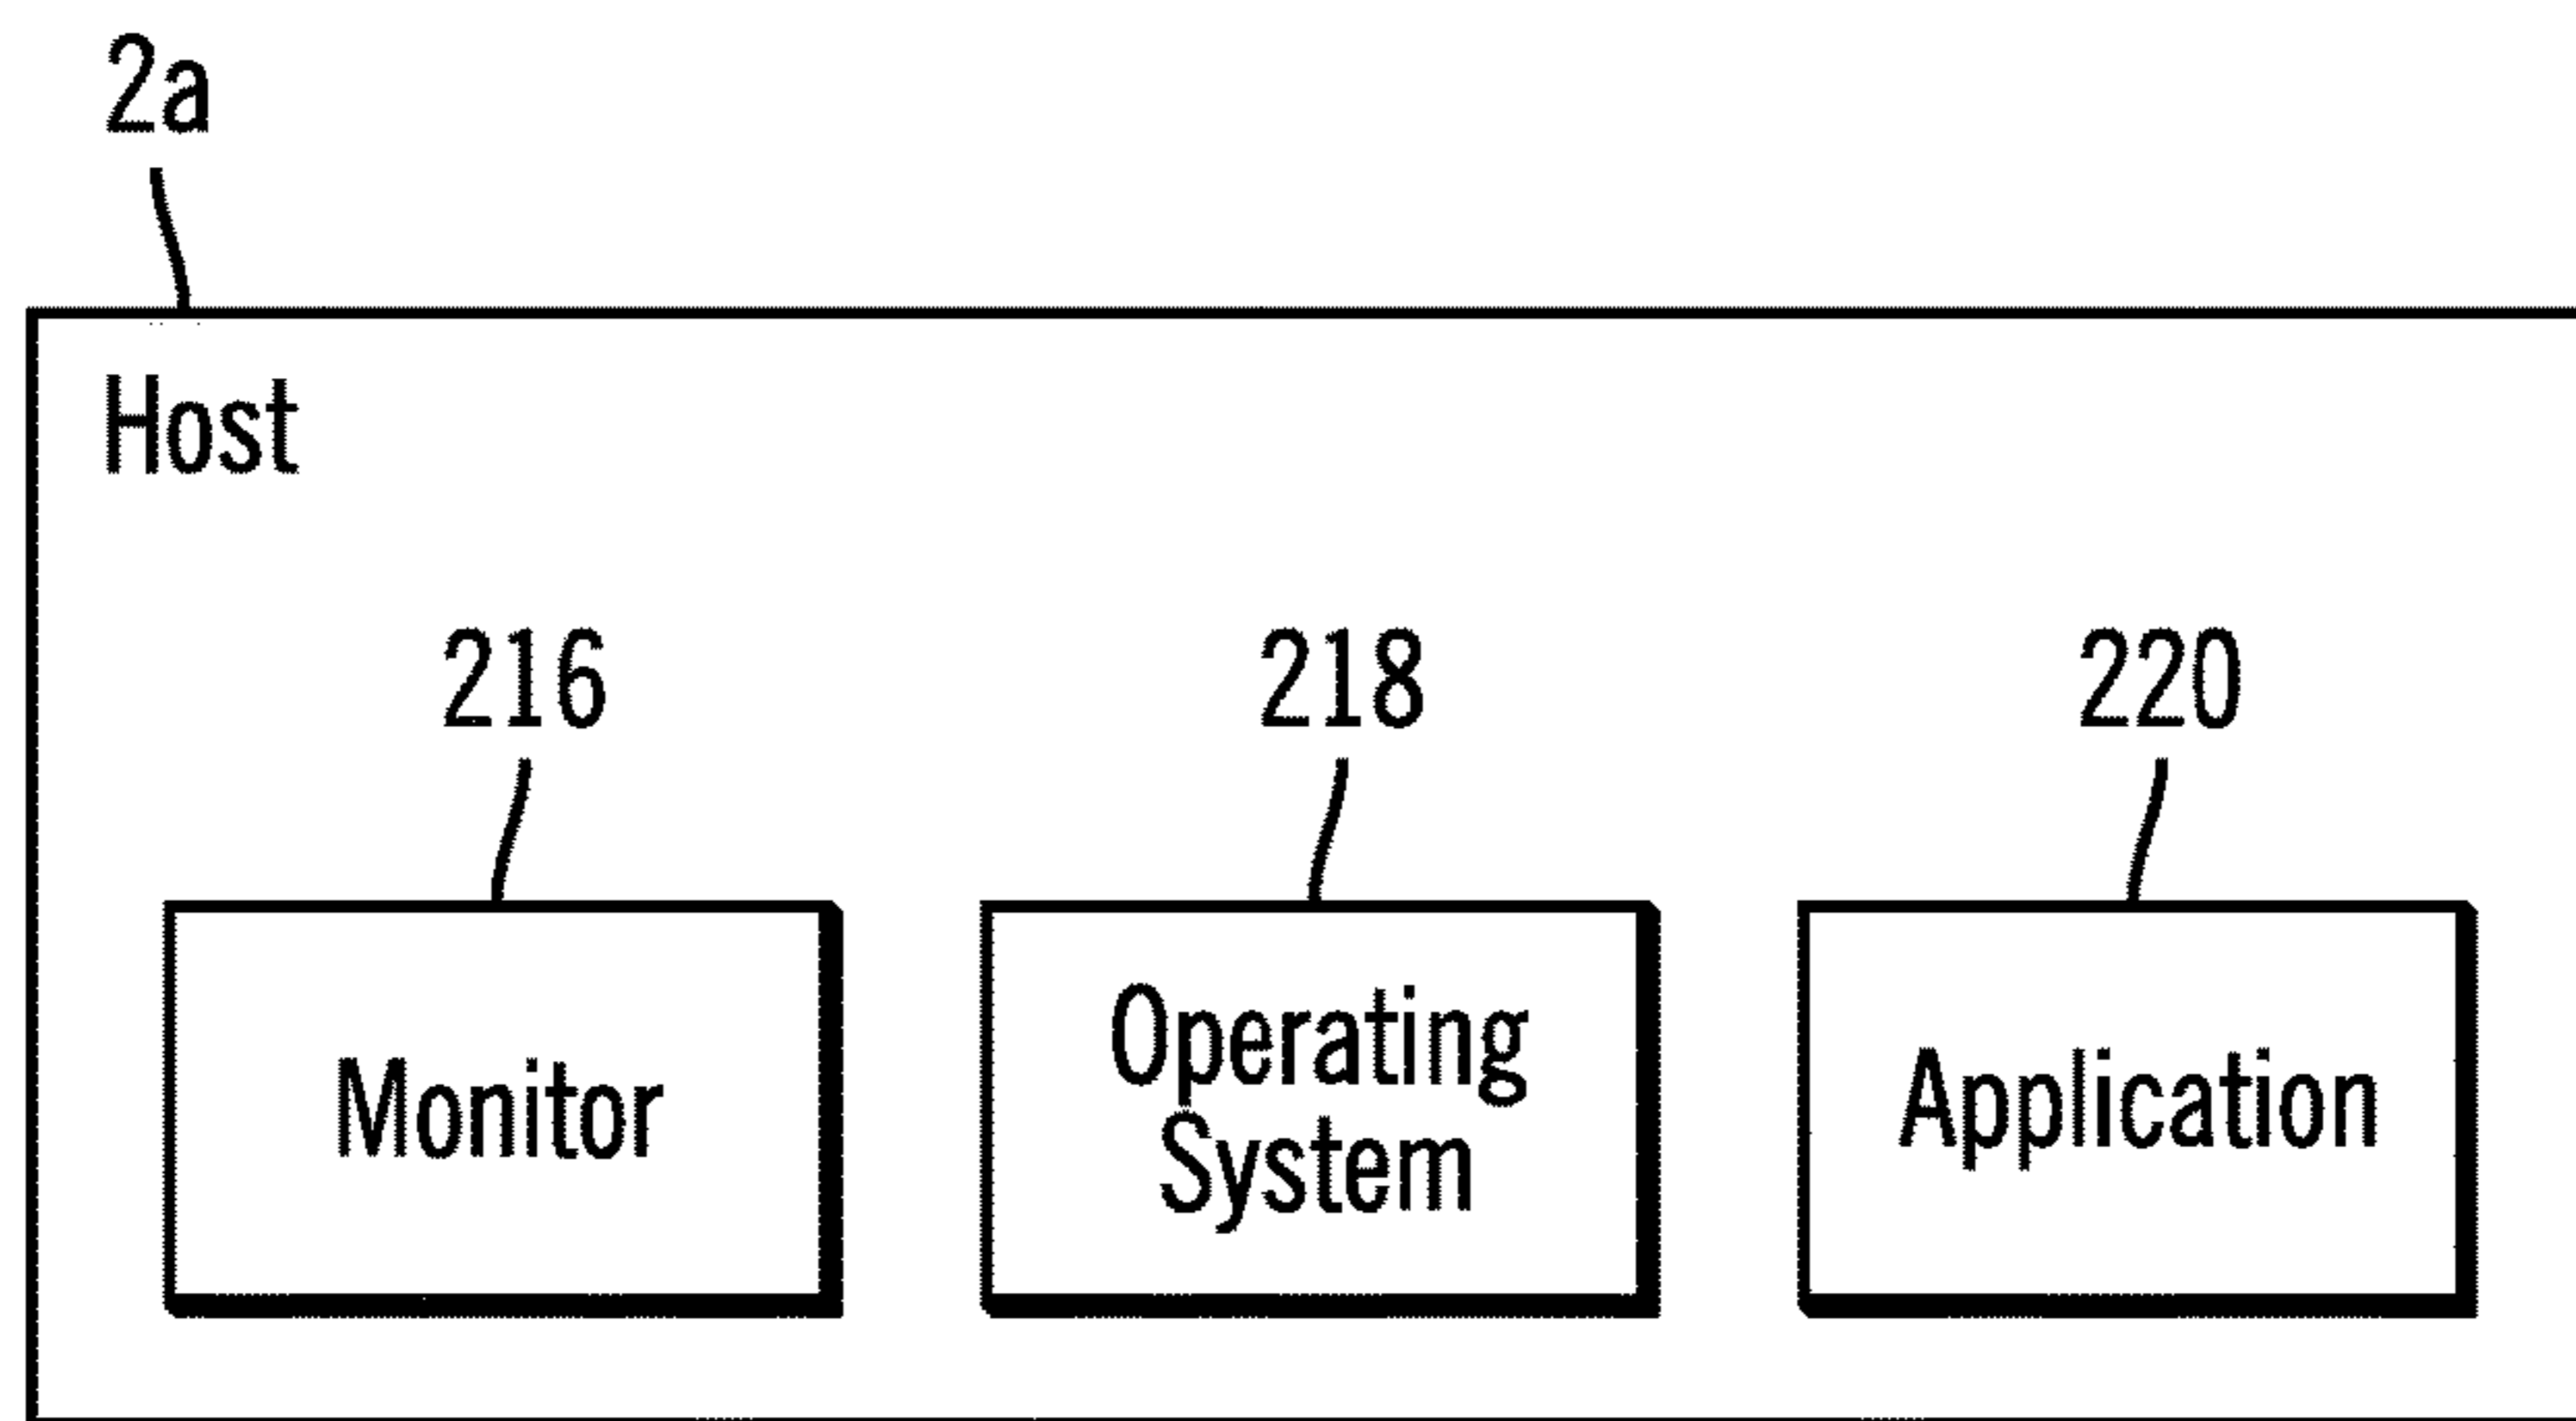 2a
Host
216
218
220
Monitor
Operating
System
Application